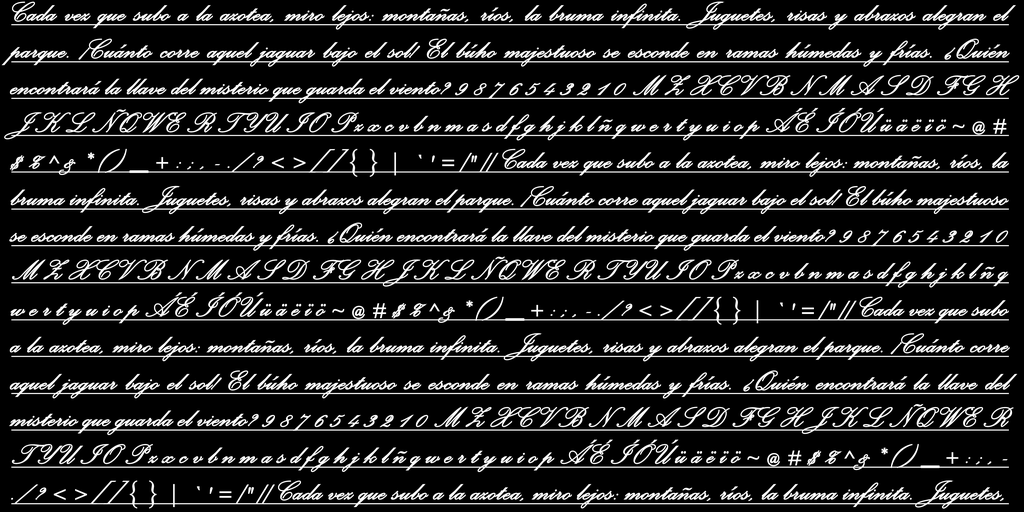 Cada vez que subo a la azotea, miro lejos: montañas, ríos, la bruma infinita. Juguetes, risas y abrazos alegran el
parque. ¡Cuánto corre aquel jaguar bajo el sol! El búho majestuoso se esconde en ramas húmedas y frías. ¿Quién
encontrará la llave del misterio que guarda el viento? 9 8 7 6 5 4 3 2 1 0 M Z X C V B N M A S D F G H
J K L Ñ Q W E R T Y U I O P z x c v b n m a s d f g h j k l ñ q w e r t y u i o p Á É Í Ó Ú ü ä ë ï ö ~ @ #
$ % ^ & * ( ) _ + : ; , - . / ? < > [ ] { } | ` ' = /" // Cada vez que subo a la azotea, miro lejos: montañas, ríos, la
bruma infinita. Juguetes, risas y abrazos alegran el parque. ¡Cuánto corre aquel jaguar bajo el sol! El búho majestuoso
se esconde en ramas húmedas y frías. ¿Quién encontrará la llave del misterio que guarda el viento? 9 8 7 6 5 4 3 2 1 0
M Z X C V B N M A S D F G H J K L Ñ Q W E R T Y U I O P z x c v b n m a s d f g h j k l ñ q
w e r t y u i o p Á É Í Ó Ú ü ä ë ï ö ~ @ # $ % ^ & * ( ) _ + : ; , - . / ? < > [ ] { } | ` ' = /" // Cada vez que subo
a la azotea, miro lejos: montañas, ríos, la bruma infinita. Juguetes, risas y abrazos alegran el parque. ¡Cuánto corre
aquel jaguar bajo el sol! El búho majestuoso se esconde en ramas húmedas y frías. ¿Quién encontrará la llave del
misterio que guarda el viento? 9 8 7 6 5 4 3 2 1 0 M Z X C V B N M A S D F G H J K L Ñ Q W E R
T Y U I O P z x c v b n m a s d f g h j k l ñ q w e r t y u i o p Á É Í Ó Ú ü ä ë ï ö ~ @ # $ % ^ & * ( ) _ + : ; , -
. / ? < > [ ] { } | ` ' = /" // Cada vez que subo a la azotea, miro lejos: montañas, ríos, la bruma infinita. Juguetes,